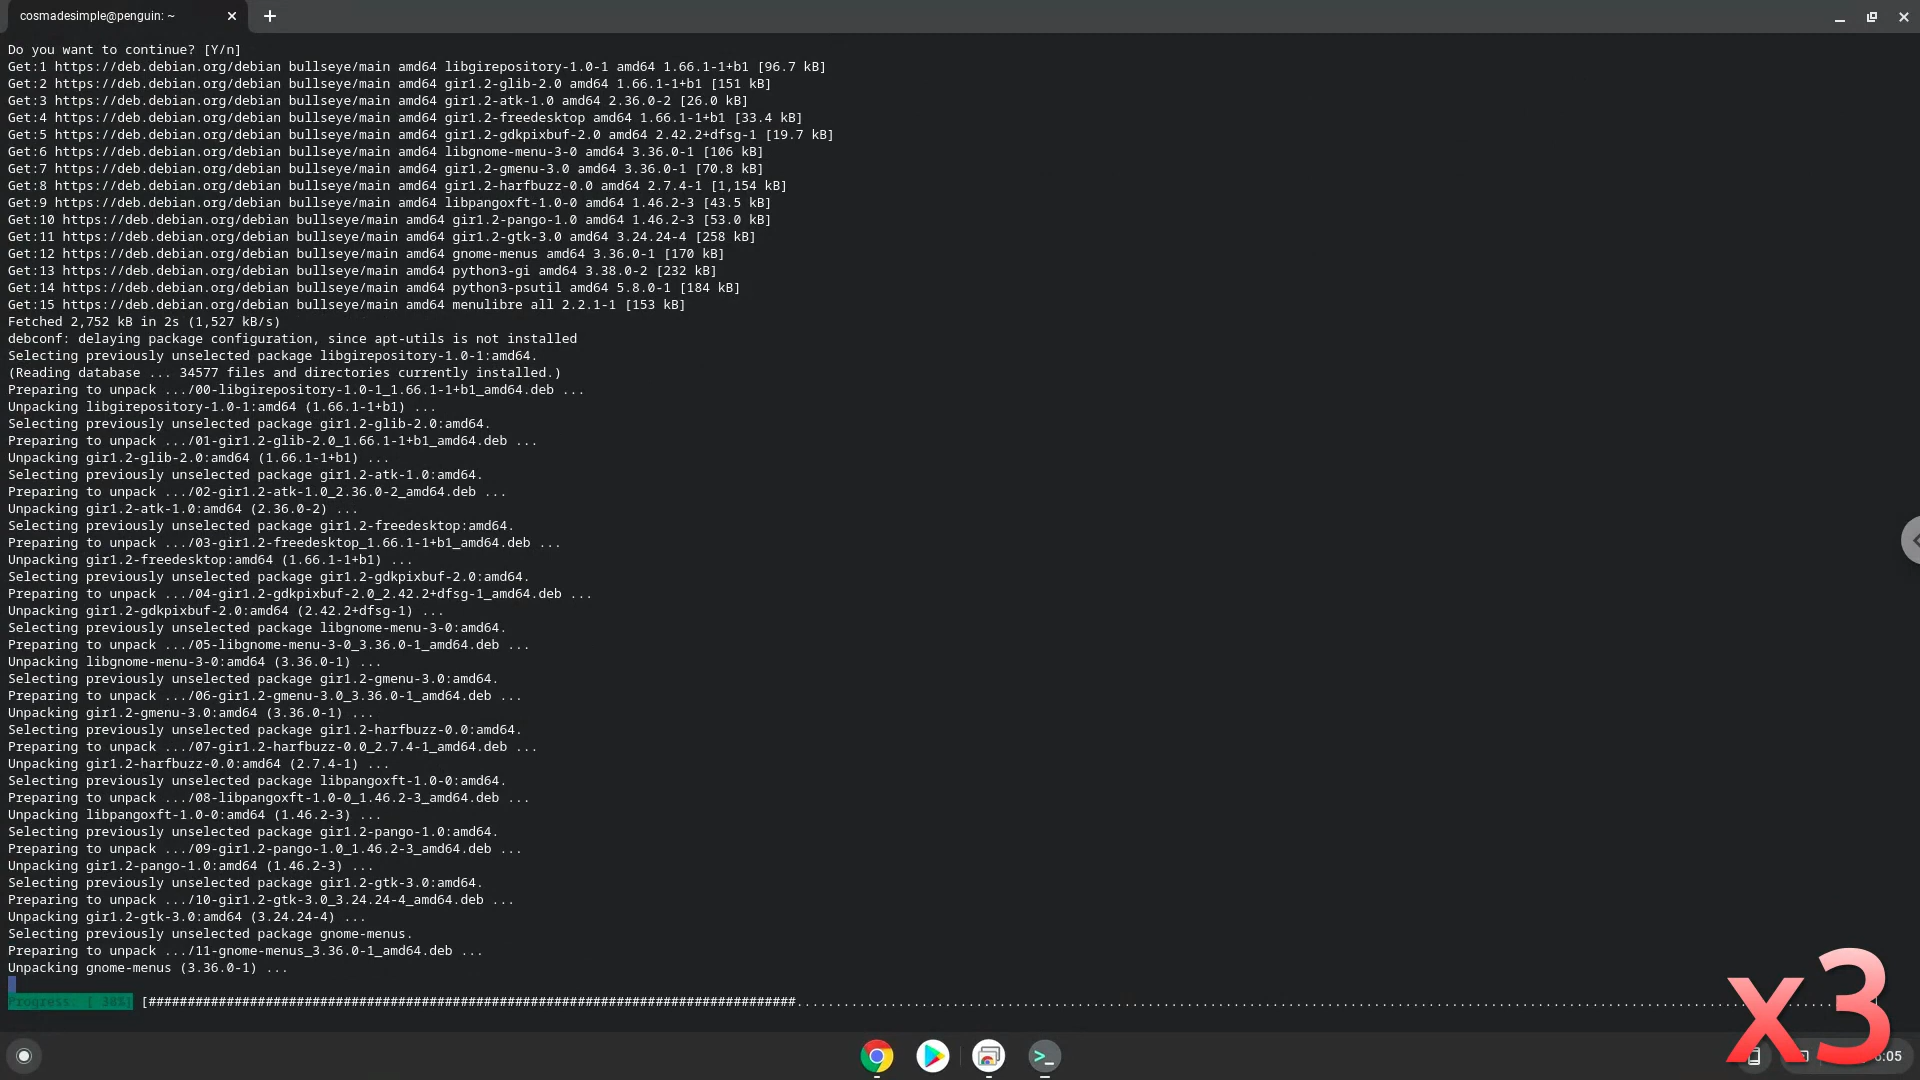 cosmadesimple@penguin: ~
Do you want to continue? [Y/n]
Get:1 https://deb.debian.org/debian bullseye/main amd64 libgirepository-1.0-1 amd64 1.66.1-1+b1 [96.7 kB]
Get:2 https://deb.debian.org/debian bullseye/main amd64 gir1.2-glib-2.0 amd64 1.66.1-1+b1 [151 kB]
Get:3 https://deb.debian.org/debian bullseye/main amd64 gir1.2-atk-1.0 amd64 2.36.0-2 [26.0 kB]
Get:4 https://deb.debian.org/debian bullseye/main amd64 gir1.2-freedesktop amd64 1.66.1-1+b1 [33.4 kB]
Get:5 https://deb.debian.org/debian bullseye/main amd64 gir1.2-gdkpixbuf-2.0 amd64 2.42.2+dfsg-1 [19.7 kB]
Get:6 https://deb.debian.org/debian bullseye/main amd64 libgnome-menu-3-0 amd64 3.36.0-1 [106 kB]
Get:7 https://deb.debian.org/debian bullseye/main amd64 gir1.2-gmenu-3.0 amd64 3.36.0-1 [70.8 kB]
Get:8 https://deb.debian.org/debian bullseye/main amd64 gir1.2-harfbuzz-0.0 amd64 2.7.4-1 [1,154 kB]
Get:9 https://deb.debian.org/debian bullseye/main amd64 libpangoxft-1.0-0 amd64 1.46.2-3 [43.5 kB]
Get:10 https://deb.debian.org/debian bullseye/main amd64 gir1.2-pango-1.0 amd64 1.46.2-3 [53.0 kB]
Get:11 https://deb.debian.org/debian bullseye/main amd64 gir1.2-gtk-3.0 amd64 3.24.24-4 [258 kB]
Get:12 https://deb.debian.org/debian bullseye/main amd64 gnome-menus amd64 3.36.0-1 [170 kB]
Get:13 https://deb.debian.org/debian bullseye/main amd64 python3-gi amd64 3.38.0-2 [232 kB]
Get:14 https://deb.debian.org/debian bullseye/main amd64 python3-psutil amd64 5.8.0-1 [184 kB]
Get:15 https://deb.debian.org/debian bullseye/main amd64 menulibre all 2.2.1-1 [153 kB]
Fetched 2,752 kB in 2s (1,527 kB/s)
debconf: delaying package configuration, since apt-utils is not installed
Selecting previously unselected package libgirepository-1.0-1:amd64.
(Reading database ... 34577 files and directories currently installed.)
Preparing to unpack .../00-libgirepository-1.0-1_1.66.1-1+b1_amd64.deb ...
Unpacking libgirepository-1.0-1:amd64 (1.66.1-1+b1) ...
Selecting previously unselected package gir1.2-glib-2.0:amd64.
Preparing to unpack .../01-gir1.2-glib-2.0_1.66.1-1+b1_amd64.deb ...
Unpacking gir1.2-glib-2.0:amd64 (1.66.1-1+b1) ...
Selecting previously unselected package gir1.2-atk-1.0:amd64.
Preparing to unpack .../02-gir1.2-atk-1.0_2.36.0-2_amd64.deb ...
Unpacking gir1.2-atk-1.0:amd64 (2.36.0-2) ...
Selecting previously unselected package gir1.2-freedesktop:amd64.
Preparing to unpack .../03-gir1.2-freedesktop_1.66.1-1+b1_amd64.deb ...
Unpacking gir1.2-freedesktop:amd64 (1.66.1-1+b1) ...
Selecting previously unselected package gir1.2-gdkpixbuf-2.0:amd64.
Preparing to unpack .../04-gir1.2-gdkpixbuf-2.0_2.42.2+dfsg-1_amd64.deb ...
Unpacking gir1.2-gdkpixbuf-2.0:amd64 (2.42.2+dfsg-1) ...
Selecting previously unselected package libgnome-menu-3-0:amd64.
Preparing to unpack .../05-libgnome-menu-3-0_3.36.0-1_amd64.deb ...
Unpacking libgnome-menu-3-0:amd64 (3.36.0-1) ...
Selecting previously unselected package gir1.2-gmenu-3.0:amd64.
Preparing to unpack .../06-gir1.2-gmenu-3.0_3.36.0-1_amd64.deb ...
Unpacking gir1.2-gmenu-3.0:amd64 (3.36.0-1) ...
Selecting previously unselected package gir1.2-harfbuzz-0.0:amd64.
Preparing to unpack .../07-gir1.2-harfbuzz-0.0_2.7.4-1_amd64.deb ...
Unpacking gir1.2-harfbuzz-0.0:amd64 (2.7.4-1) ...
Selecting previously unselected package libpangoxft-1.0-0:amd64.
Preparing to unpack .../08-libpangoxft-1.0-0_1.46.2-3_amd64.deb ...
Unpacking libpangoxft-1.0-0:amd64 (1.46.2-3) ...
Selecting previously unselected package gir1.2-pango-1.0:amd64.
Preparing to unpack .../09-gir1.2-pango-1.0_1.46.2-3_amd64.deb ...
Unpacking gir1.2-pango-1.0:amd64 (1.46.2-3) ...
Selecting previously unselected package gir1.2-gtk-3.0:amd64.
Preparing to unpack .../10-gir1.2-gtk-3.0_3.24.24-4_amd64.deb ...
Unpacking gir1.2-gtk-3.0:amd64 (3.24.24-4) ...
Selecting previously unselected package gnome-menus.
Preparing to unpack .../11-gnome-menus_3.36.0-1_amd64.deb ...
Unpacking gnome-menus (3.36.0-1) ...
Progress: [ 38%] [###################################################################################.......................................................................................................................................
x3
:05